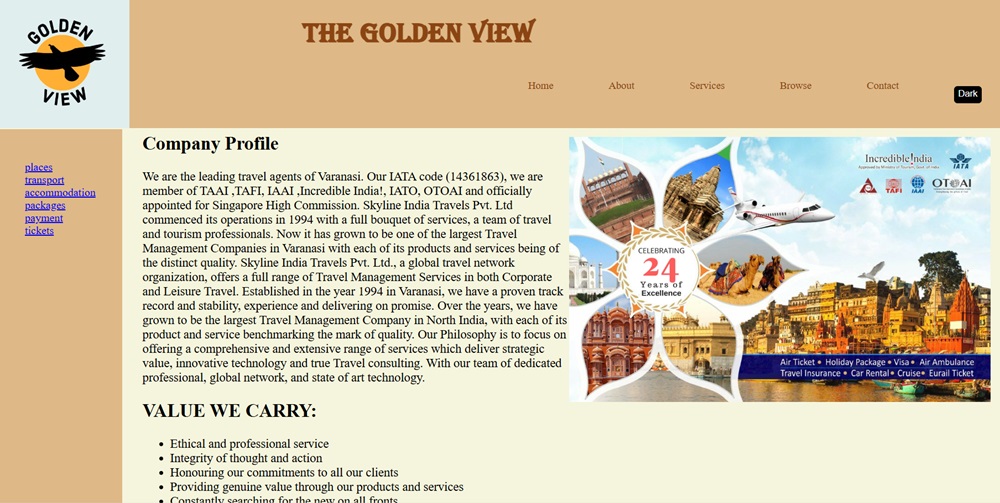 GOLDEN
VIEW
THE GOLDEN VIEW
Home
About
Services
Browse
Contact
Dark
places
transport
accommodation
packages
payment
tickets
Company Profile
We are the leading travel agents of Varanasi. Our IATA code (14361863), we are
member of TAAI ,TAFI, IAAI ,Incredible India!, IATO, OTOAI and officially
appointed for Singapore High Commission. Skyline India Travels Pvt. Ltd
commenced its operations in 1994 with a full bouquet of services, a team of travel
and tourism professionals. Now it has grown to be one of the largest Travel
Management Companies in Varanasi with each of its products and services being of
the distinct quality. Skyline India Travels Pvt. Ltd., a global travel network
organization, offers a full range of Travel Management Services in both Corporate
and Leisure Travel. Established in the year 1994 in Varanasi, we have a proven track
record and stability, experience and delivering on promise. Over the years, we have
grown to be the largest Travel Management Company in North India, with each of its
product and service benchmarking the mark of quality. Our Philosophy is to focus on
offering a comprehensive and extensive range of services which deliver strategic
value, innovative technology and true Travel consulting. With our team of dedicated
professional, global network, and state of art technology.
VALUE WE CARRY:
• Ethical and professional service
• Integrity of thought and action
• Honouring our commitments to all our clients
• Providing genuine value through our products and services
• Constantly searching for the new on all fronts
Incredible!ndia
IATA
TAFI
IAAI
OTOAI
CELEBRATING
24
Years of
Excellence
Air Ticket • Holiday Package • Visa • Air Ambulance
Travel Insurance • Car Rental • Cruise • Eurail Ticket